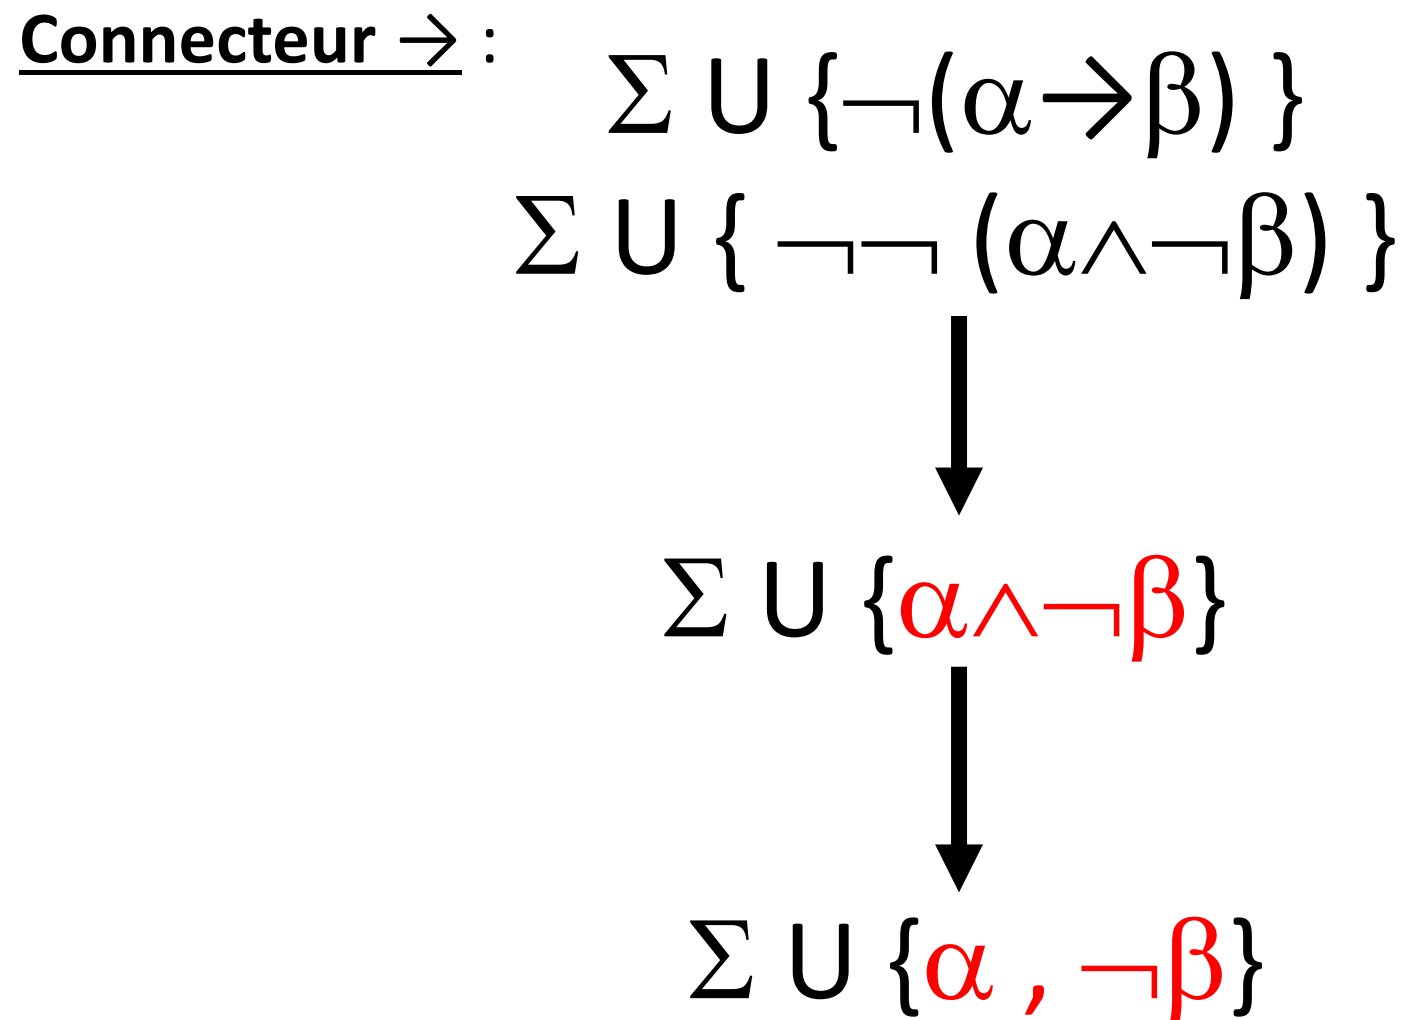 Connecteur → :
Σ ∪ {¬(α→β) }
Σ ∪ { ¬¬ (α∧¬β) }
Σ ∪ {α∧¬β}
Σ ∪ {α , ¬β}